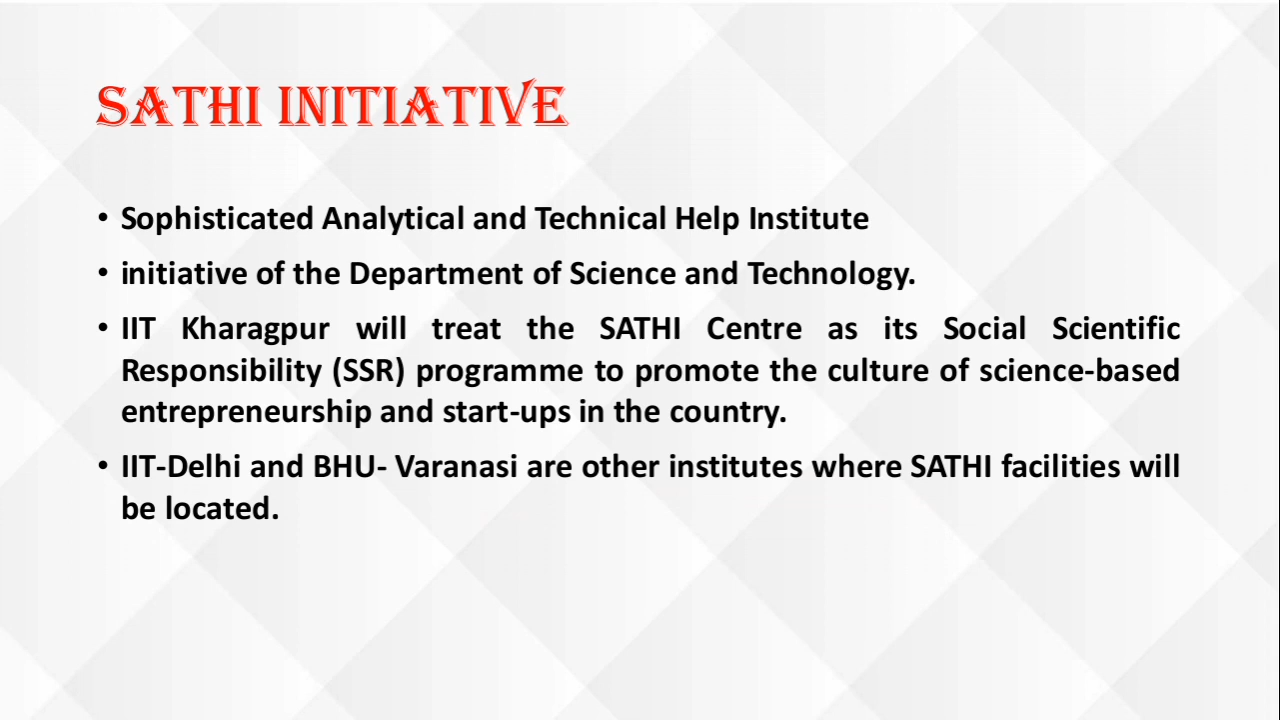 SATHI INITIATIVE
• Sophisticated Analytical and Technical Help Institute
• initiative of the Department of Science and Technology.
• IIT Kharagpur will treat the SATHI Centre as its Social Scientific
Responsibility (SSR) programme to promote the culture of science-based
entrepreneurship and start-ups in the country.
• IIT-Delhi and BHU- Varanasi are other institutes where SATHI facilities will
be located.